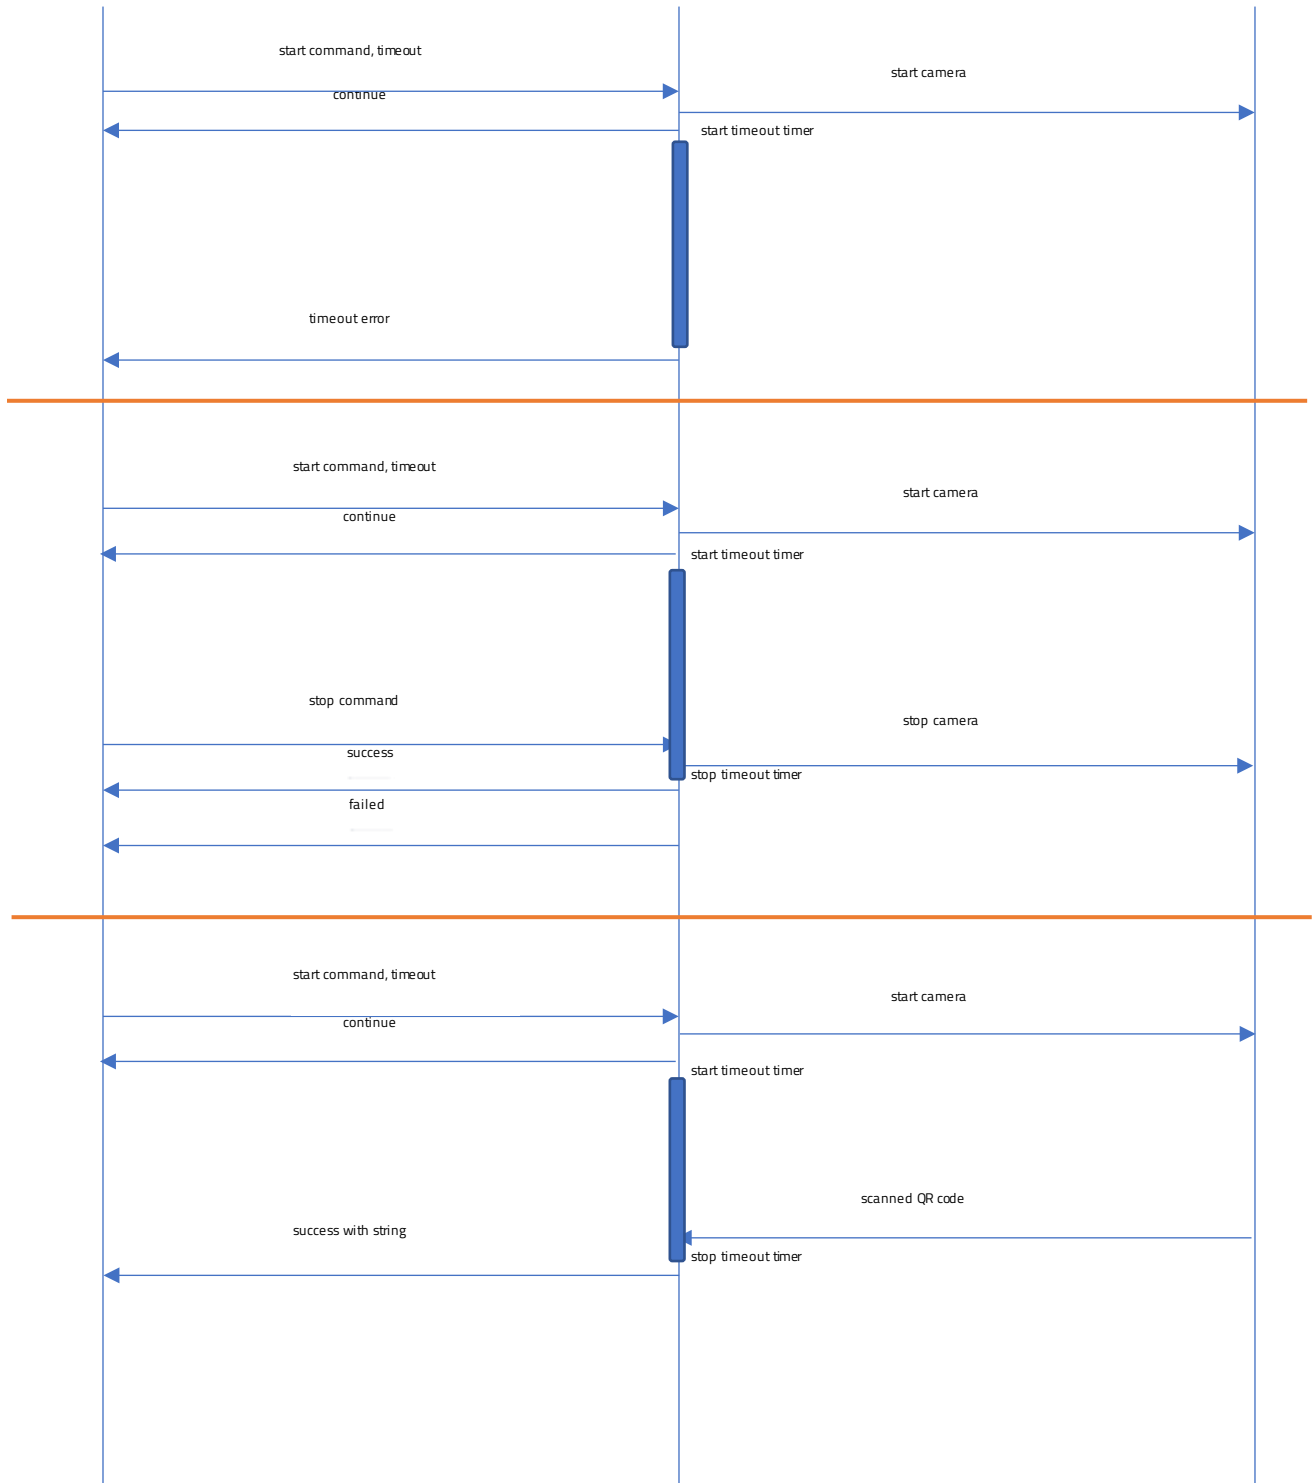 start command, timeout
start camera
continue
start timeout timer
timeout error
start command, timeout
start camera
continue
start timeout timer
stop command
stop camera
success
stop timeout timer
failed
start command, timeout
start camera
continue
start timeout timer
scanned QR code
success with string
stop timeout timer